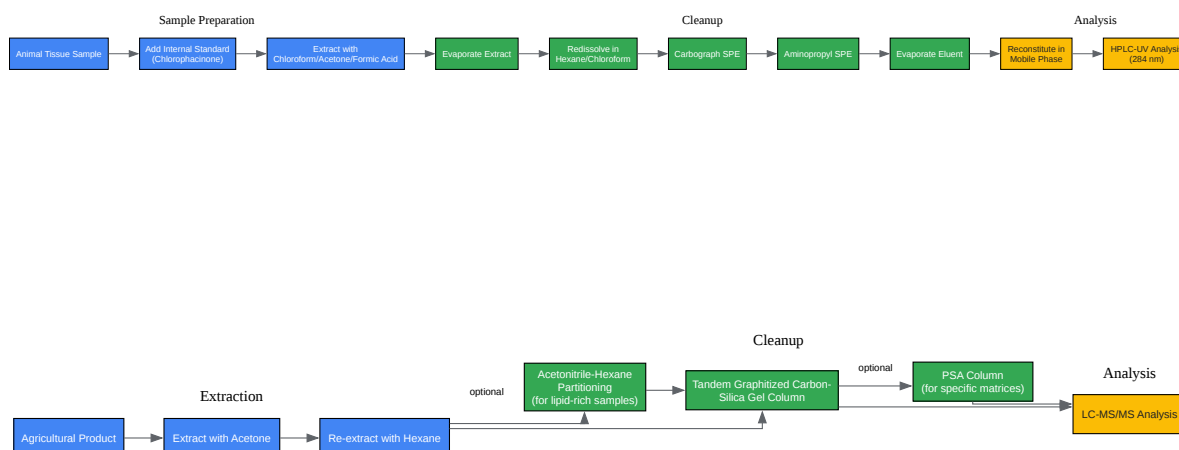 Sample Preparation
Cleanup
Analysis
Animal Tissue Sample
Add Internal Standard
(Chlorophacinone)
Extract with
Chloroform/Acetone/Formic Acid
Evaporate Extract
Redissolve in
Hexane/Chloroform
Carbograph SPE
Aminopropyl SPE
Evaporate Eluent
Reconstitute in
Mobile Phase
HPLC-UV Analysis
(284 nm)
Cleanup
Extraction
Analysis
Agricultural Product
Extract with Acetone
Re-extract with Hexane
optional
Acetonitrile-Hexane
Partitioning
(for lipid-rich samples)
Tandem Graphitized Carbon-
Silica Gel Column
optional
PSA Column
(for specific matrices)
LC-MS/MS Analysis